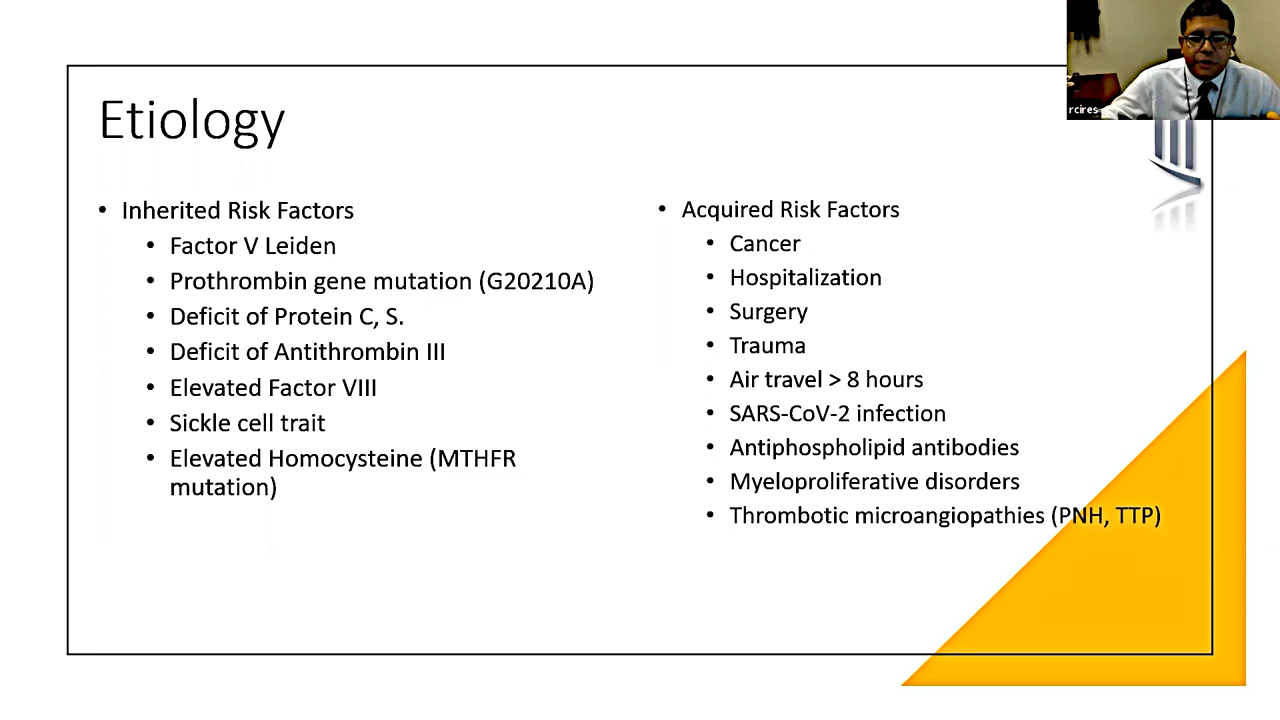 Etiology
• Inherited Risk Factors
• Factor V Leiden
• Prothrombin gene mutation (G20210A)
• Deficit of Protein C, S.
• Deficit of Antithrombin III
• Elevated Factor VIII
• Sickle cell trait
• Elevated Homocysteine (MTHFR
mutation)
• Acquired Risk Factors
• Cancer
• Hospitalization
• Surgery
• Trauma
• Air travel > 8 hours
• SARS-CoV-2 infection
• Antiphospholipid antibodies
• Myeloproliferative disorders
• Thrombotic microangiopathies (PNH, TTP)
rcires